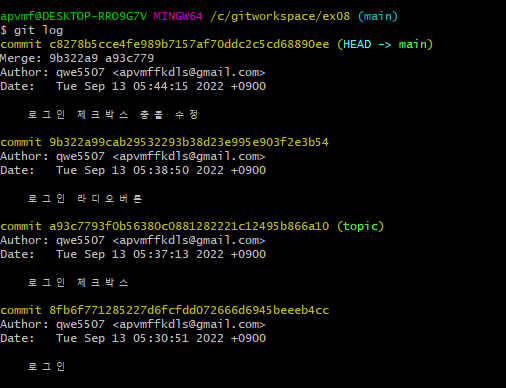 apvmf@DESKTOP-RRO9G7V MINGW64 /c/gitworkspace/ex08 (main)
$ git log
commit c8278b5cce4fe989b7157af70ddc2c5cd68890ee (HEAD -> main)
Merge: 9b322a9 a93c779
Author: qwe5507 <apvmffkdls@gmail.com>
Date:   Tue Sep 13 05:44:15 2022 +0900
로그인 체크박스 충돌 수정
commit 9b322a99cab29532293b38d23e995e903f2e3b54
Author: qwe5507 <apvmffkdls@gmail.com>
Date:   Tue Sep 13 05:38:50 2022 +0900
로그인 라디오버튼
commit a93c7793f0b56380c0881282221c12495b866a10 (topic)
Author: qwe5507 <apvmffkdls@gmail.com>
Date:   Tue Sep 13 05:37:13 2022 +0900
로그인 체크박스
commit 8fb6f771285227d6fcfdd072666d6945beeeb4cc
Author: qwe5507 <apvmffkdls@gmail.com>
Date:   Tue Sep 13 05:30:51 2022 +0900
로그인